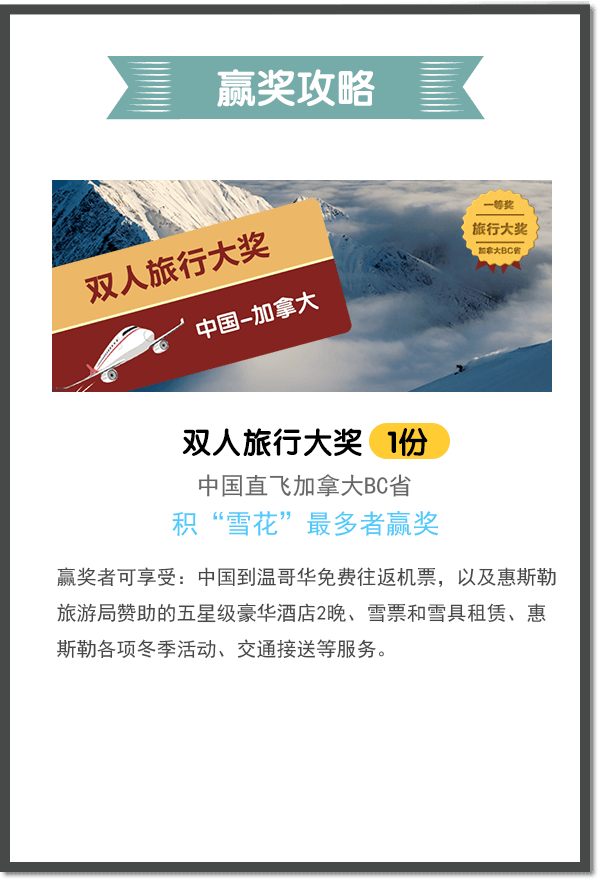 赢奖攻略
双人旅行大奖
中国-加拿大
一等奖
旅行大奖
加拿大BC省
双人旅行大奖 1份
中国直飞加拿大BC省
积“雪花”最多者赢奖
赢奖者可享受：中国到温哥华免费往返机票，以及惠斯勒
旅游局赞助的五星级豪华酒店2晚、雪票和雪具租赁、惠
斯勒各项冬季活动、交通接送等服务。